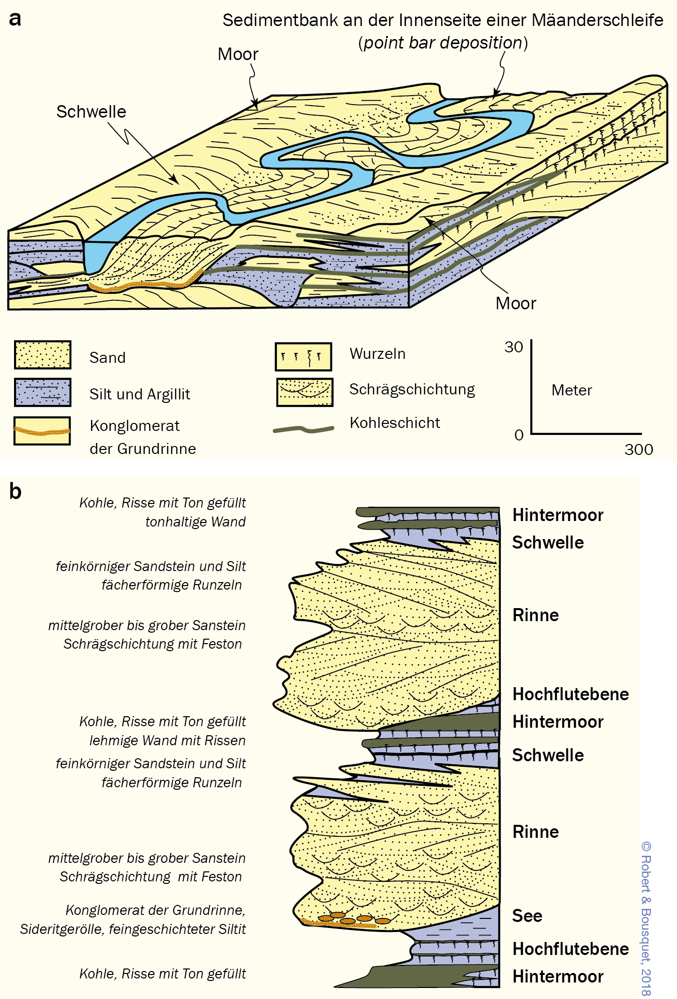 a
Sedimentbank an der Innenseite einer Mäanderschleife
(point bar deposition)
Moor
Schwelle
Moor
Sand
Silt und Argillit
Konglomerat
der Grundrinne
Wurzeln
Schrägschichtung
Kohleschicht
30
Meter
0
300
b
Kohle, Risse mit Ton gefüllt
tonhaltige Wand
feinkörniger Sandstein und Silt
fächerförmige Runzeln
mittelgrober bis grober Sanstein
Schrägschichtung mit Feston
Kohle, Risse mit Ton gefüllt
lehmige Wand mit Rissen
feinkörniger Sandstein und Silt
fächerförmige Runzeln
mittelgrober bis grober Sanstein
Schrägschichtung mit Feston
Konglomerat der Grundrinne,
Sideritgerölle, feingeschichteter Siltit
Kohle, Risse mit Ton gefüllt
Hintermoor
Schwelle
Rinne
Hochflutebene
Hintermoor
Schwelle
Rinne
See
Hochflutebene
Hintermoor
© Robert & Bousquet, 2018